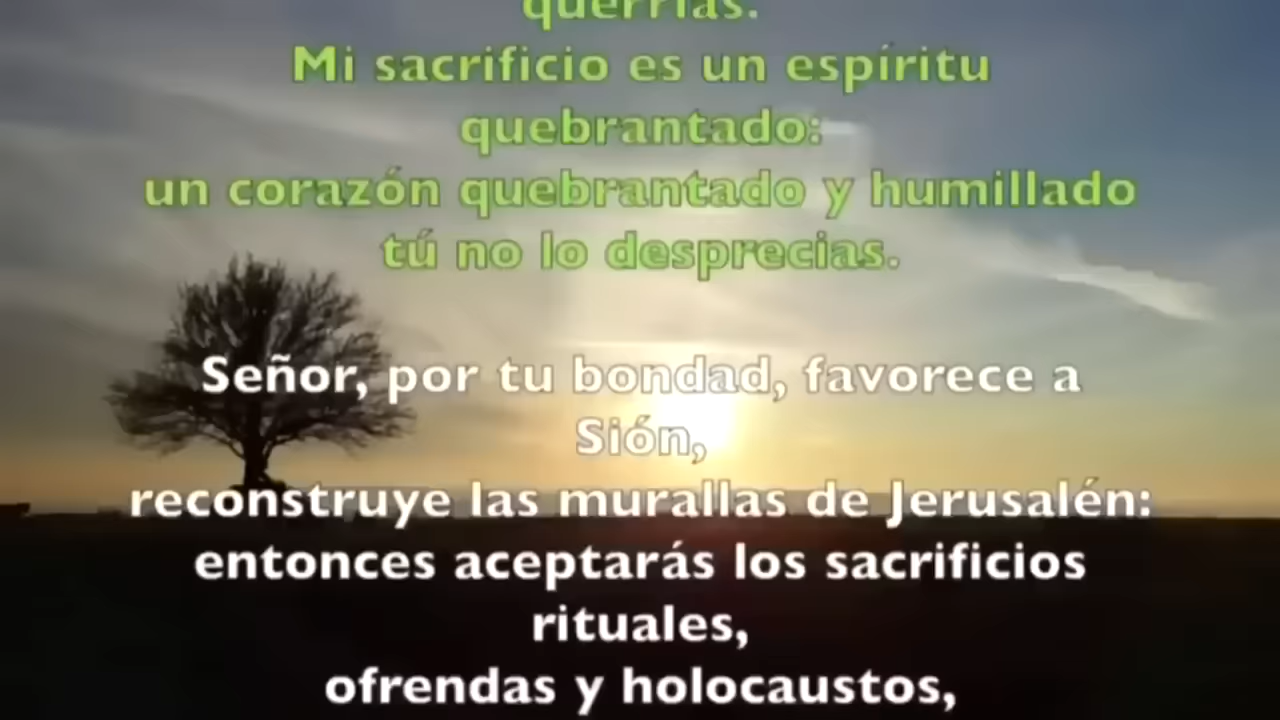 querrías.
Mi sacrificio es un espíritu
quebrantado:
un corazón quebrantado y humillado
tú no lo desprecias.
Señor, por tu bondad, favorece a
Sión,
reconstruye las murallas de Jerusalén:
entonces aceptarás los sacrificios
rituales,
ofrendas y holocaustos,